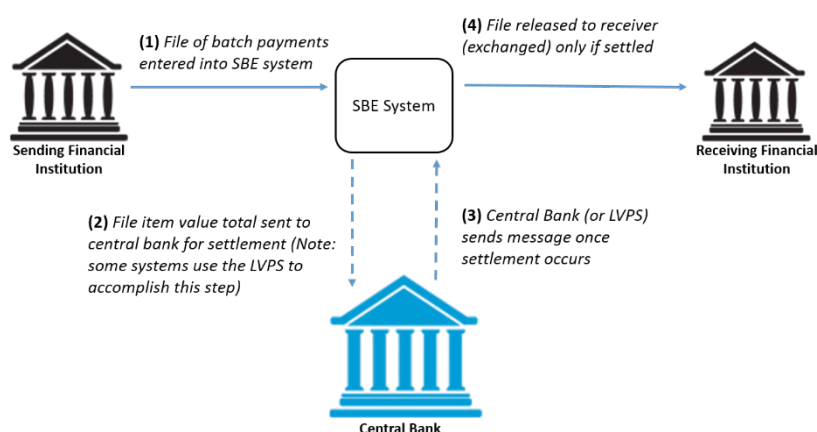 (1) File of batch payments
entered into SBE system
(4) File released to receiver
(exchanged) only if settled
SBE System
Sending Financial
Institution
Receiving Financial
Institution
(2) File item value total sent to
central bank for settlement (Note:
some systems use the LVPS to
accomplish this step)
(3) Central Bank (or LVPS)
sends message once
settlement occurs
Central Bank